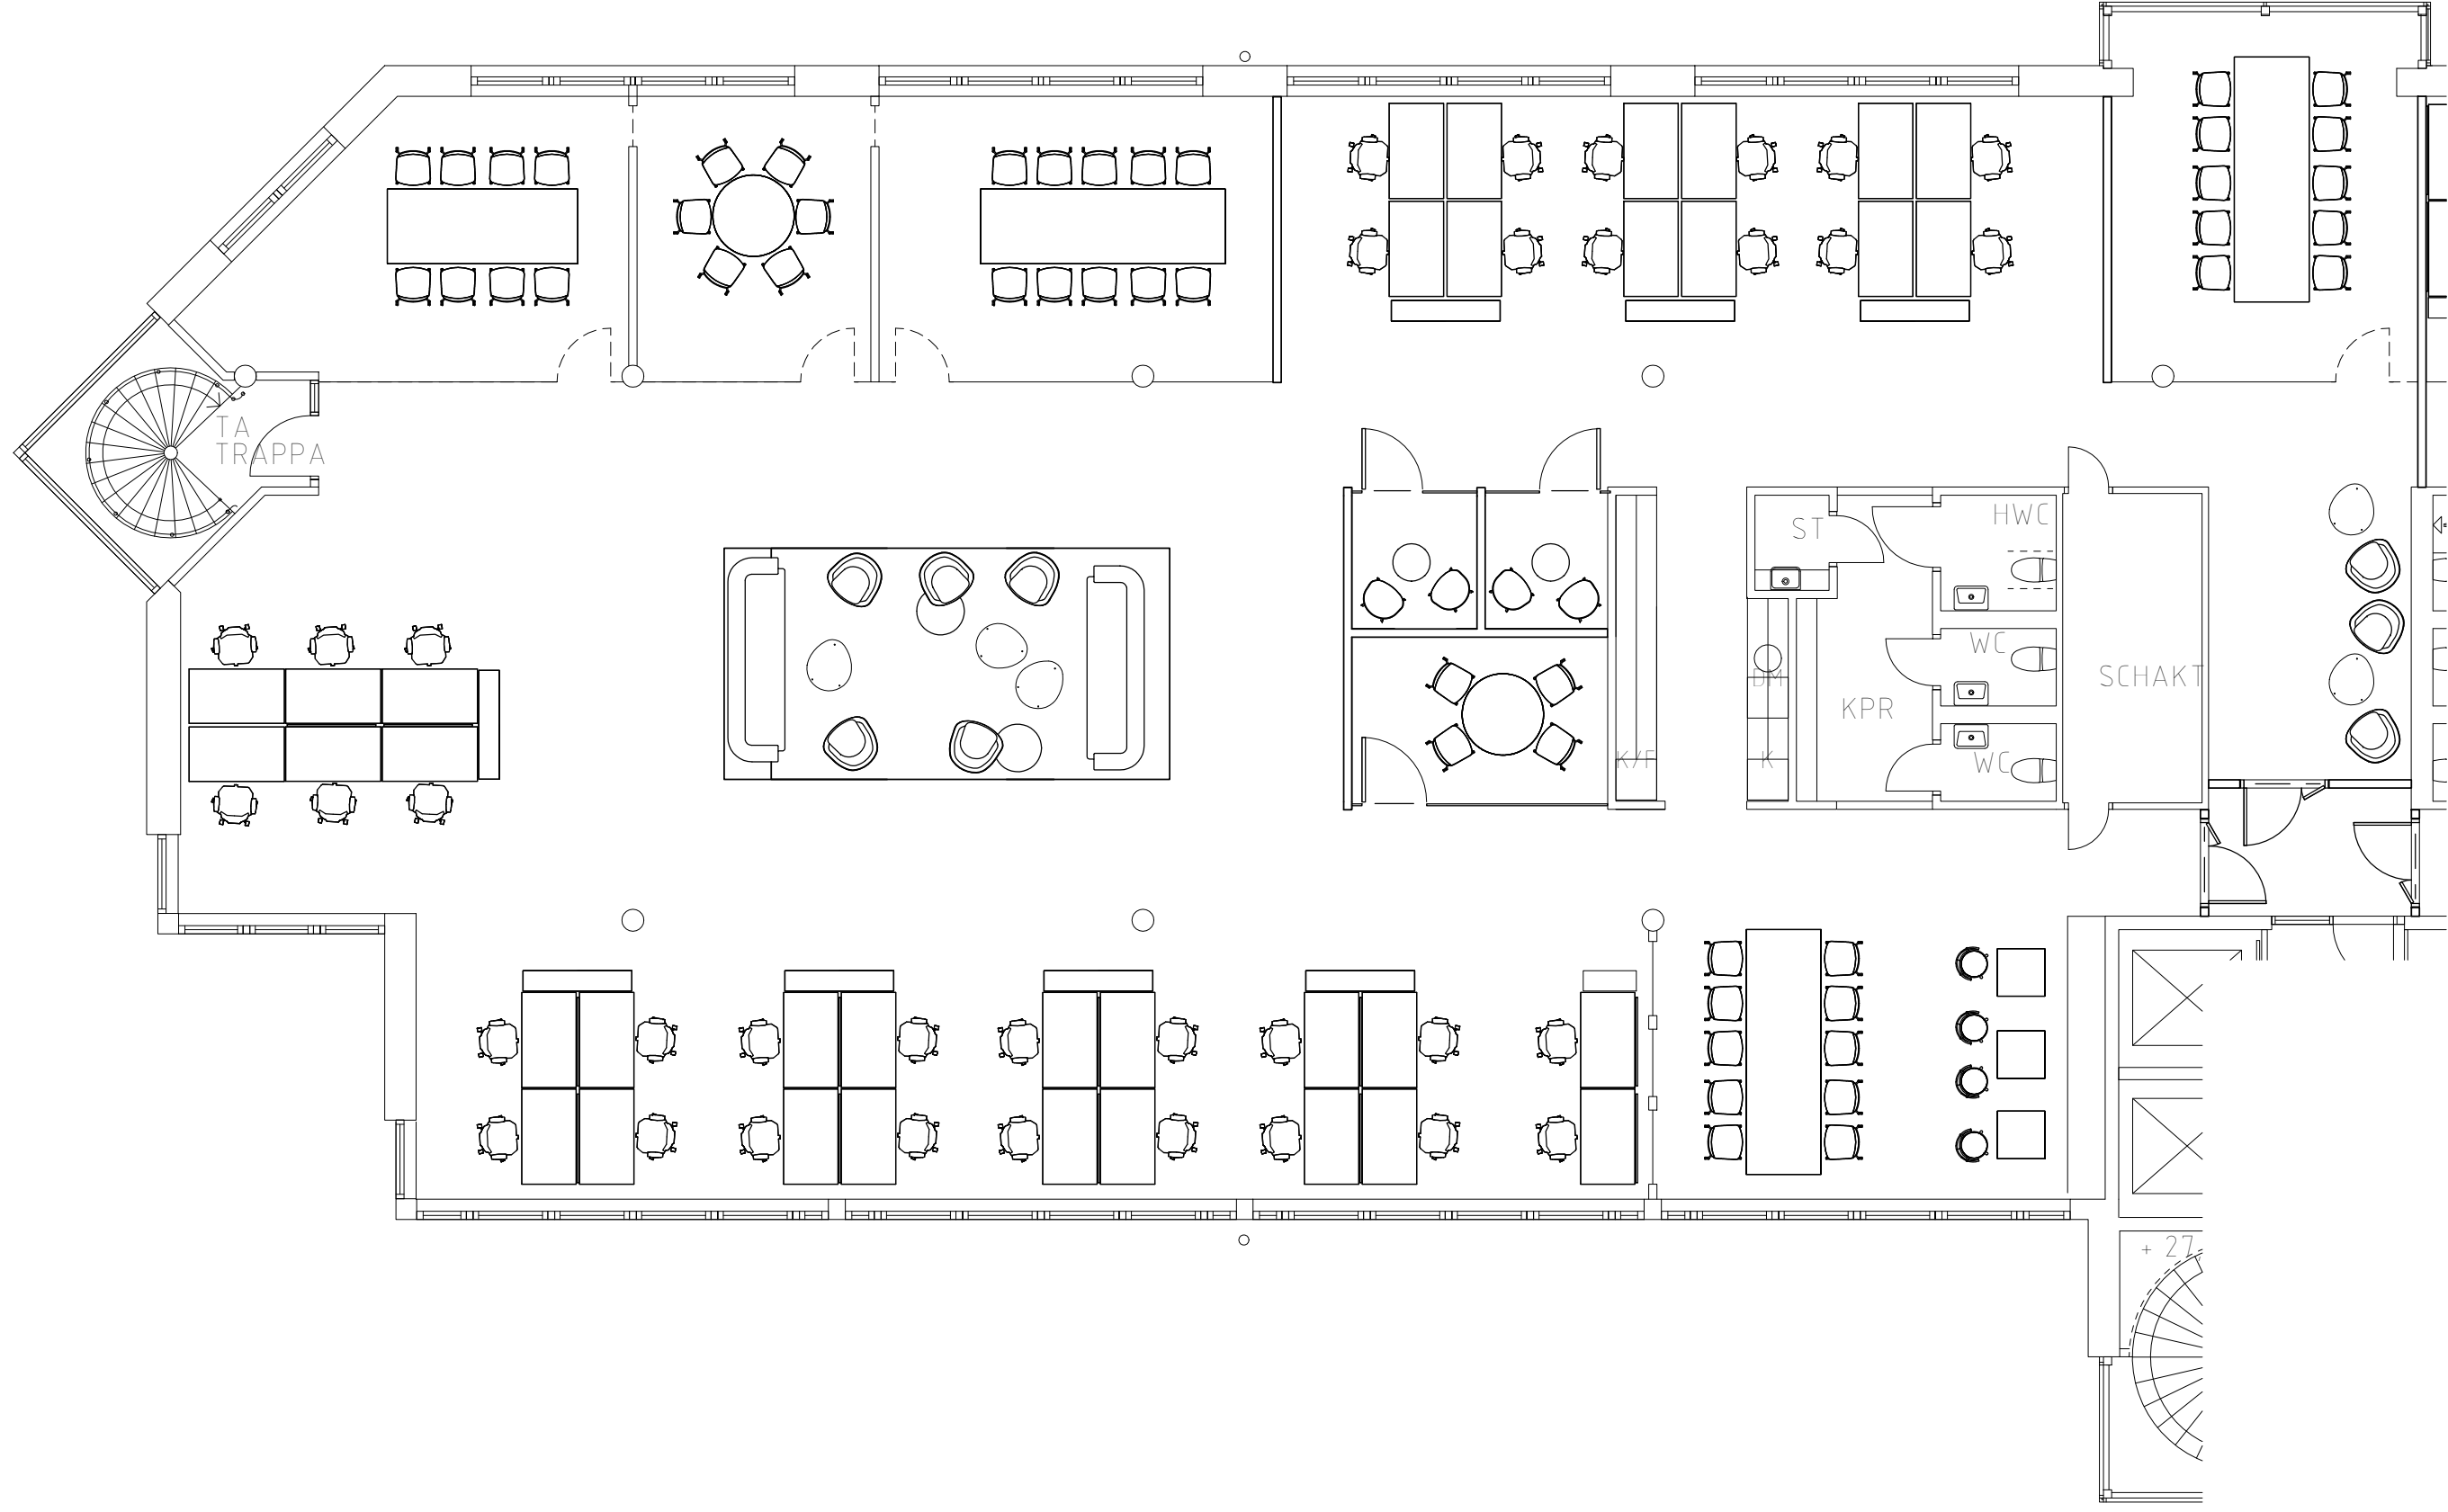 TA
TRAPPA
ST
HWC
WC
SCHAKT
DM
KPR
K/F
K
WC
+ 27